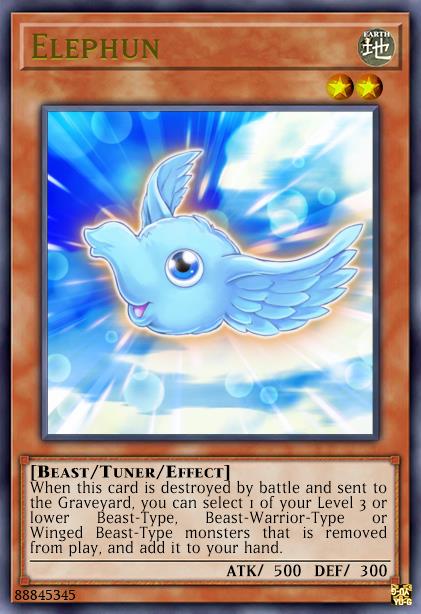 ELEPHUN
EARTH
地
[BEAST/TUNER/EFFECT]
When this card is destroyed by battle and sent to
the Graveyard, you can select 1 of your Level 3 or
lower Beast-Type, Beast-Warrior-Type or
Winged Beast-Type monsters that is removed
from play, and add it to your hand.
ATK/ 500 DEF/ 300
88845345